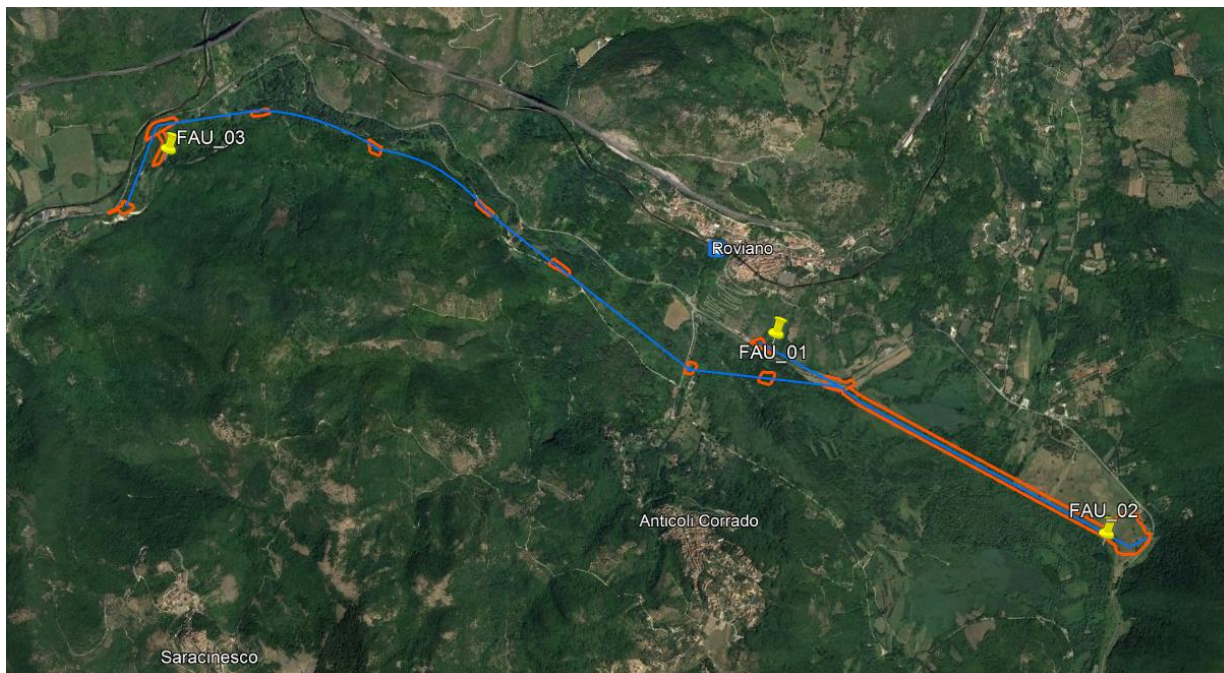 FAU_03
Roviano
FAU_01
FAU_02
Anticoli Corrado
Saracinesco